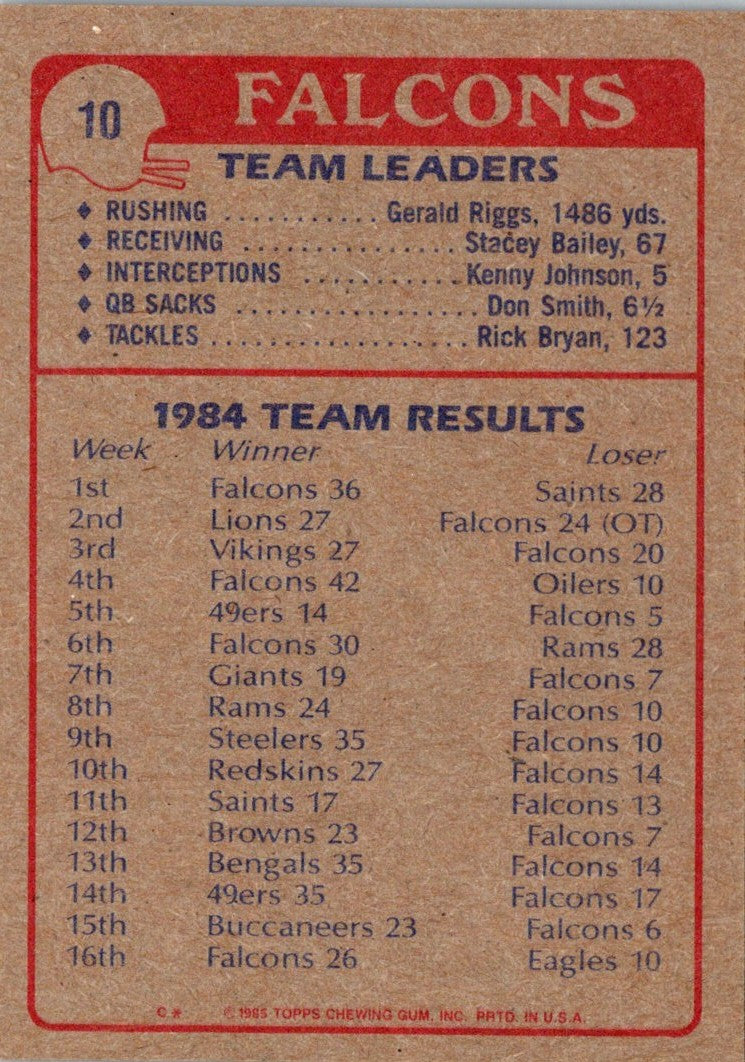 10
FALCONS
TEAM LEADERS
♦ RUSHING ........... Gerald Riggs, 1486 yds.
♦ RECEIVING ................ Stacey Bailey, 67
♦ INTERCEPTIONS ........... Kenny Johnson, 5
♦ QB SACKS .................. Don Smith, 6½
♦ TACKLES ................... Rick Bryan, 123
1984 TEAM RESULTS
Week Winner Loser
1st Falcons 36 Saints 28
2nd Lions 27 Falcons 24 (OT)
3rd Vikings 27 Falcons 20
4th Falcons 42 Oilers 10
5th 49ers 14 Falcons 5
6th Falcons 30 Rams 28
7th Giants 19 Falcons 7
8th Rams 24 Falcons 10
9th Steelers 35 Falcons 10
10th Redskins 27 Falcons 14
11th Saints 17 Falcons 13
12th Browns 23 Falcons 7
13th Bengals 35 Falcons 14
14th 49ers 35 Falcons 17
15th Buccaneers 23 Falcons 6
16th Falcons 26 Eagles 10
C * © 1985 TOPPS CHEWING GUM, INC. PRTD. IN U.S.A.